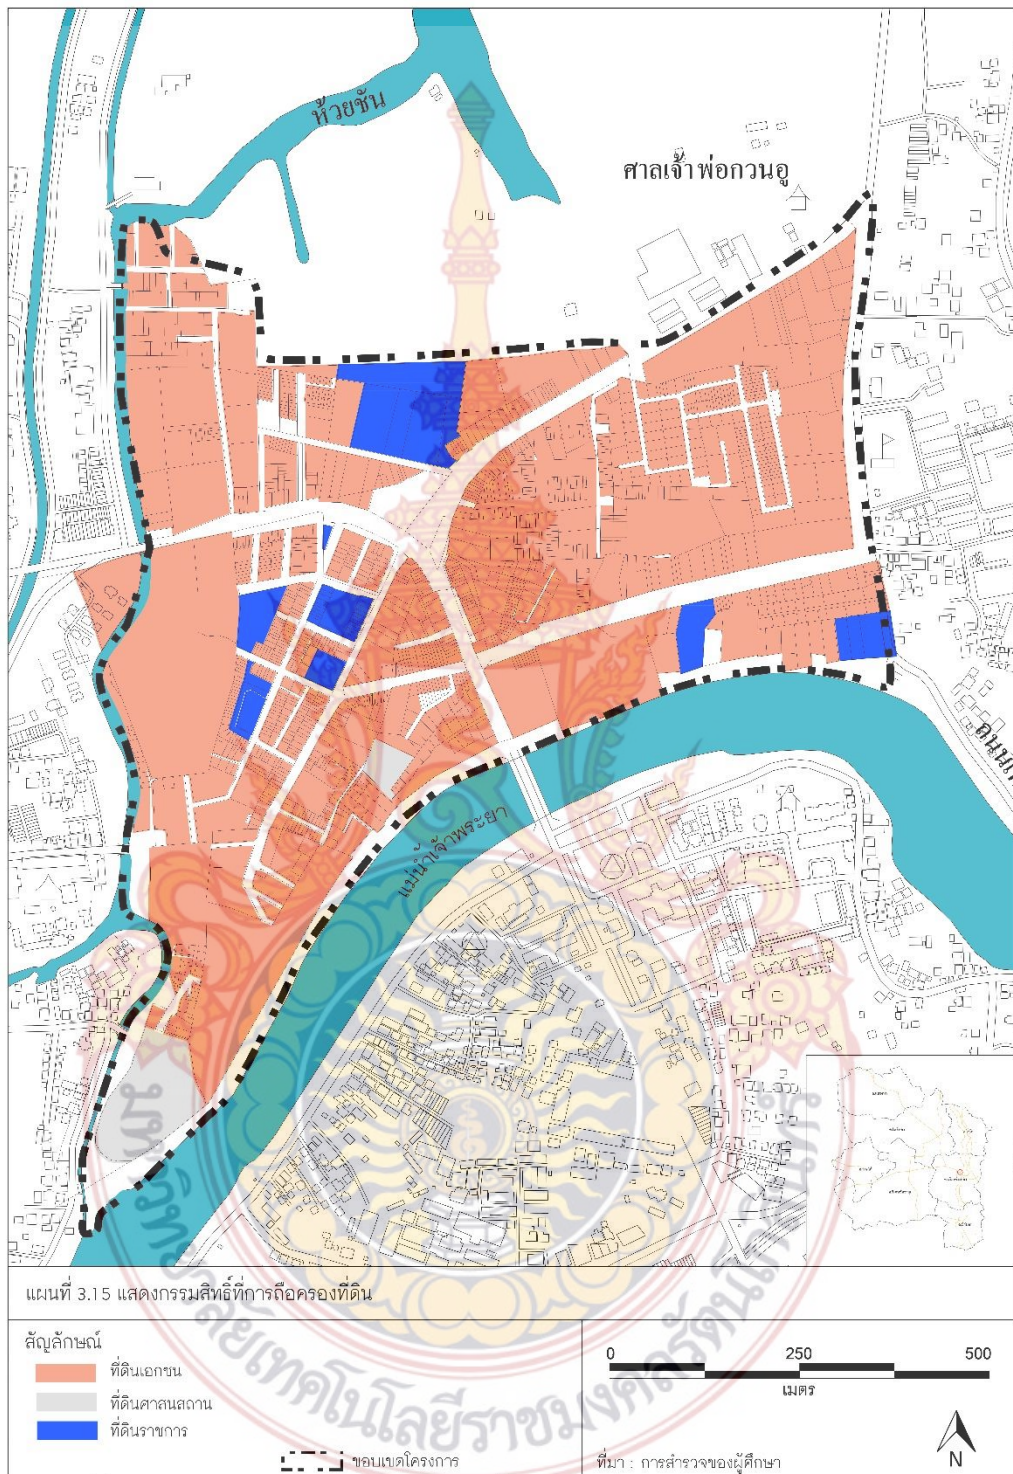 ห้วยชัน
ศาลเจ้าพ่อกวนอู
แม่น้ำเจ้าพระยา
แผนที่ 3.15 แสดงกรรมสิทธิ์ที่การถือครองที่ดิน
สัญลักษณ์
ที่ดินเอกชน
ที่ดินศาสนสถาน
ที่ดินราชการ
ขอบเขตโครงการ
0 250 500
เมตร
N
ที่มา : การสำรวจของผู้ศึกษา